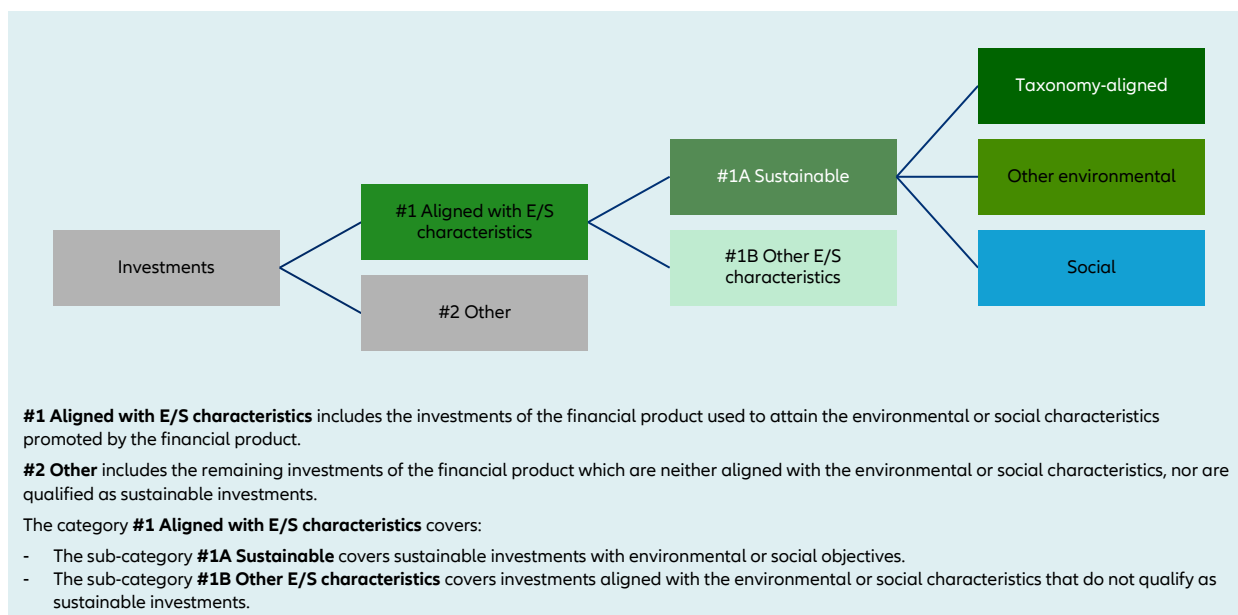 Taxonomy-aligned
#1A Sustainable
Other environmental
#1 Aligned with E/S
characteristics
#1B Other E/S
characteristics
Investments
Social
#2 Other
#1 Aligned with E/S characteristics includes the investments of the financial product used to attain the environmental or social characteristics
promoted by the financial product.
#2 Other includes the remaining investments of the financial product which are neither aligned with the environmental or social characteristics, nor are
qualified as sustainable investments.
The category #1 Aligned with E/S characteristics covers:
- The sub-category #1A Sustainable covers sustainable investments with environmental or social objectives.
- The sub-category #1B Other E/S characteristics covers investments aligned with the environmental or social characteristics that do not qualify as
sustainable investments.